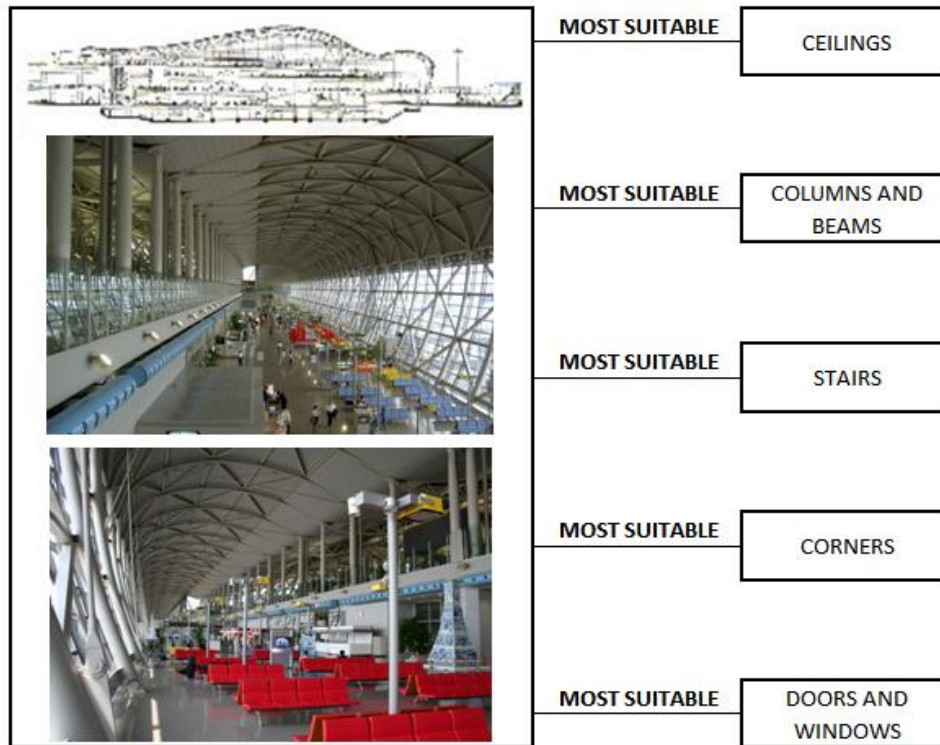 MOST SUITABLE
CEILINGS
MOST SUITABLE
COLUMNS AND
BEAMS
MOST SUITABLE
STAIRS
MOST SUITABLE
CORNERS
MOST SUITABLE
DOORS AND
WINDOWS